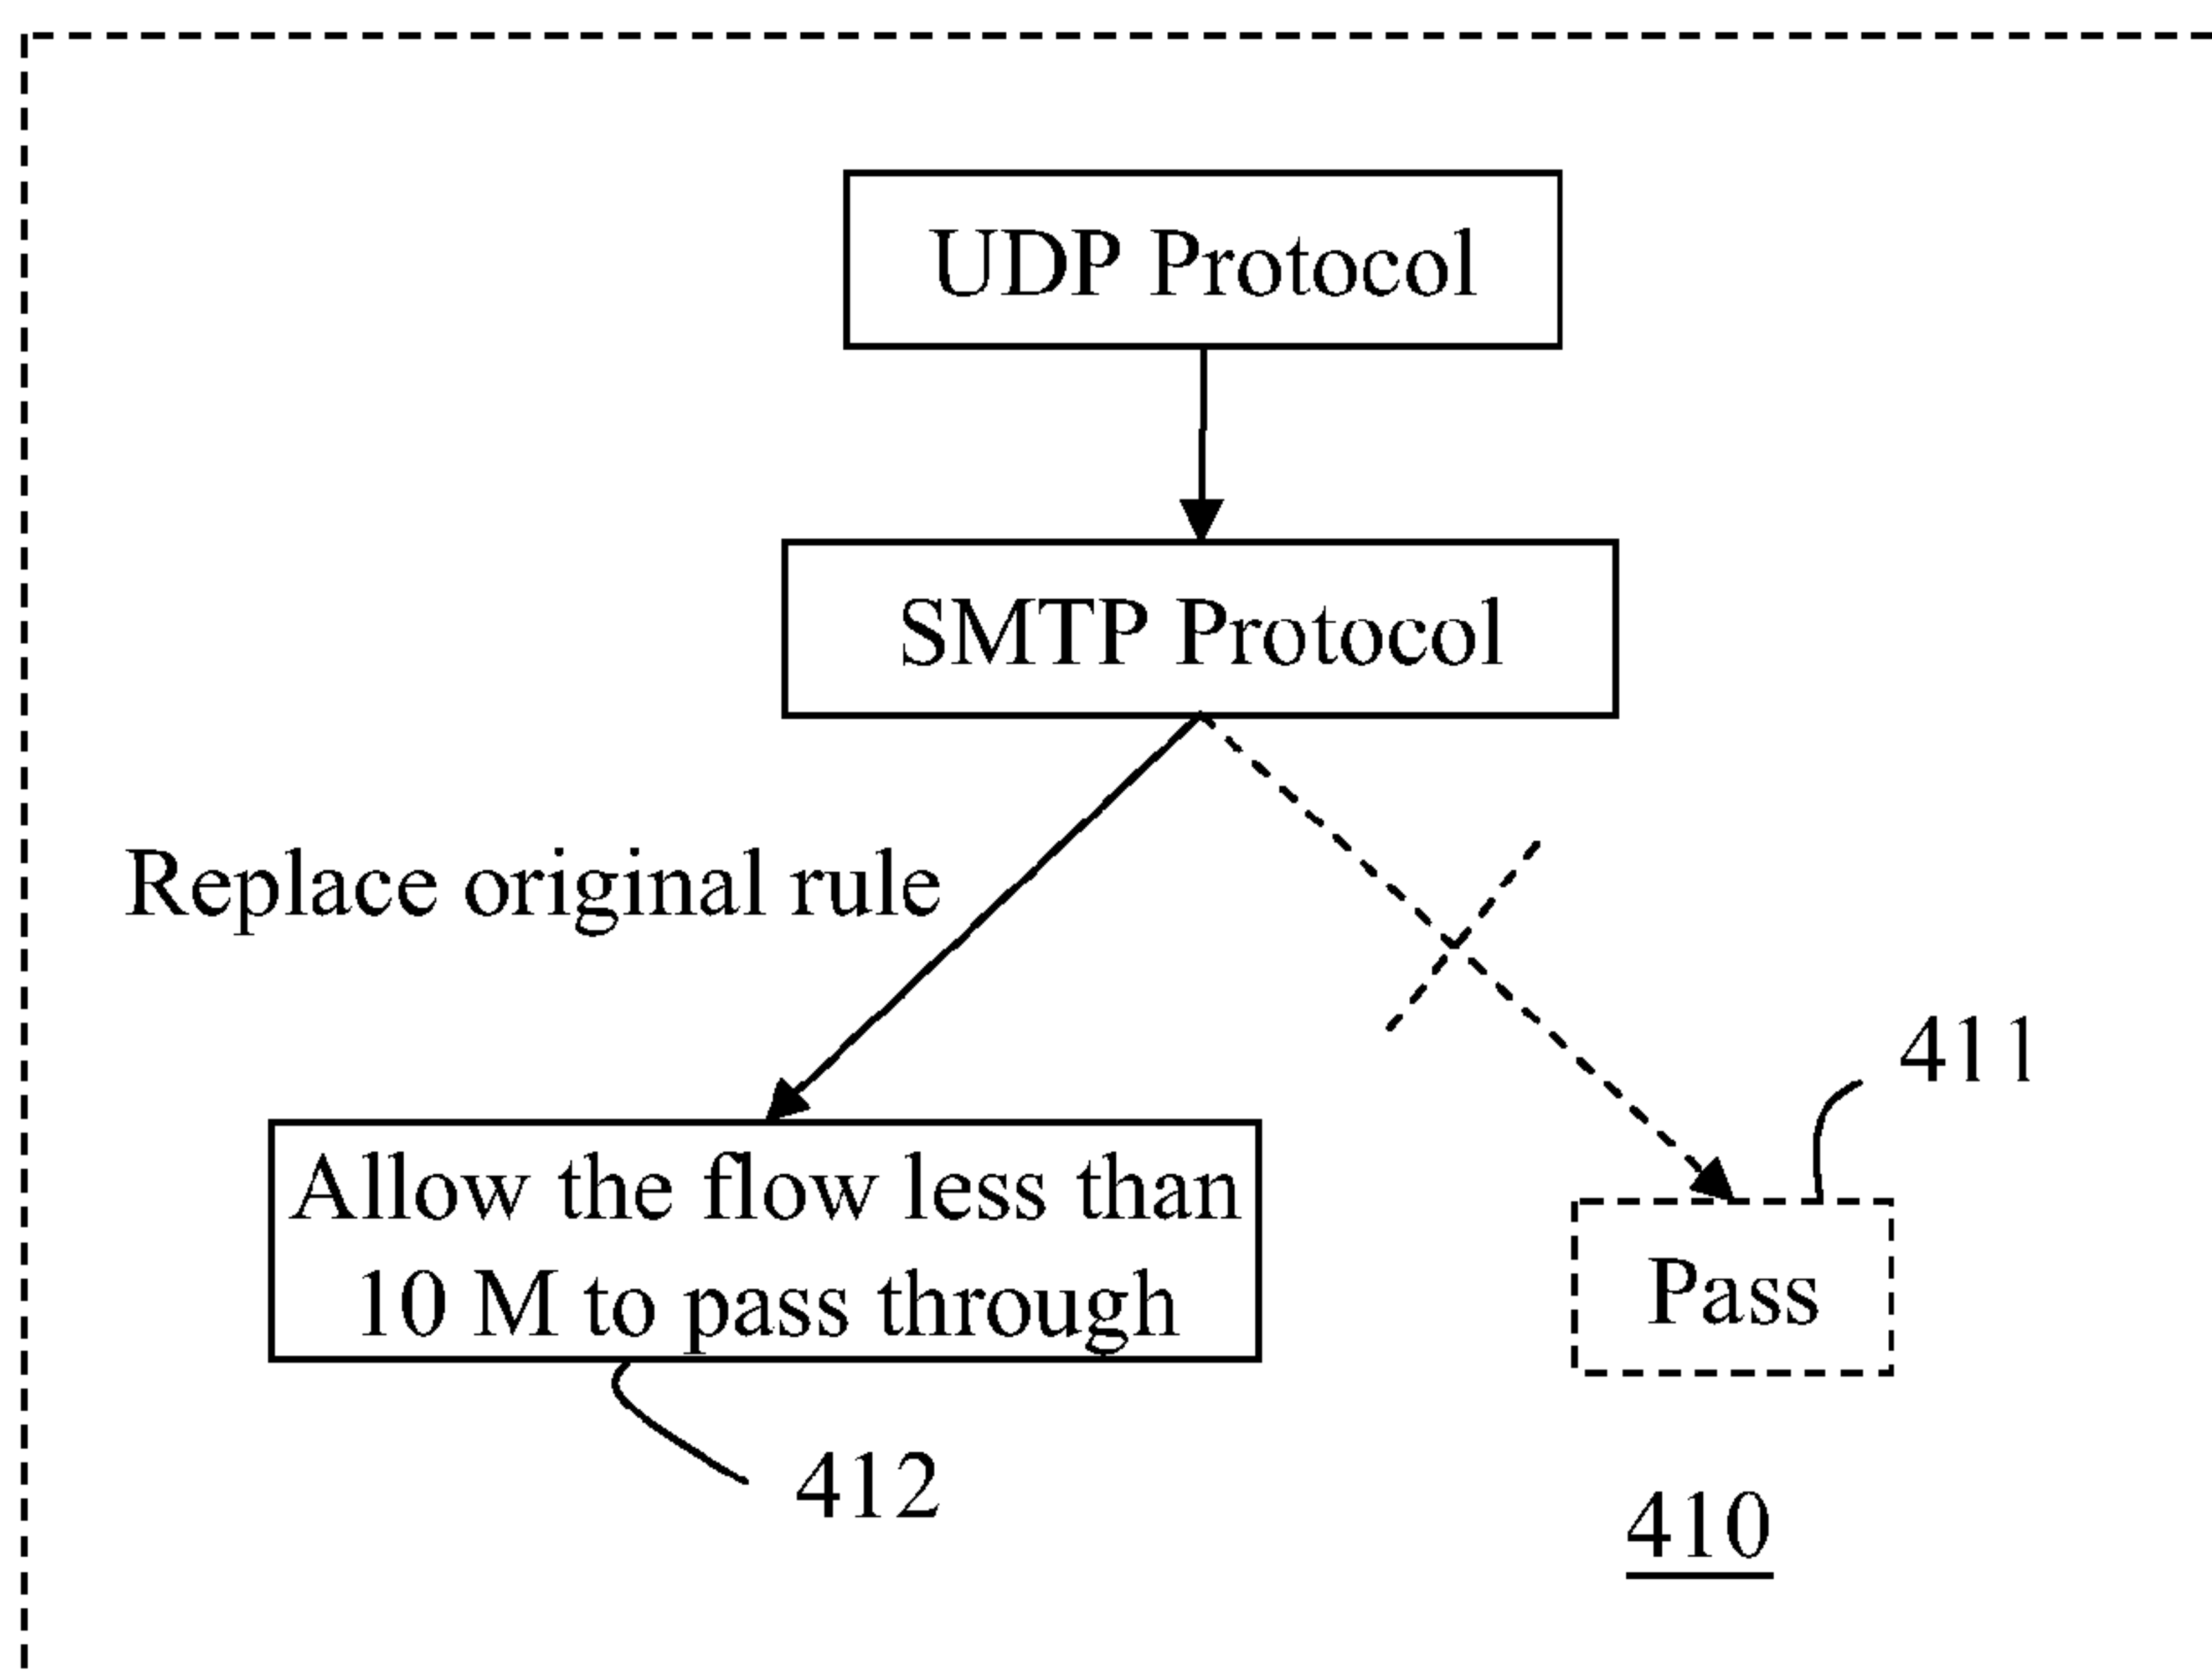 UDP Protocol
SMTP Protocol
Replace original rule
411
Allow the flow less than
10 M to pass through
Pass
412
410